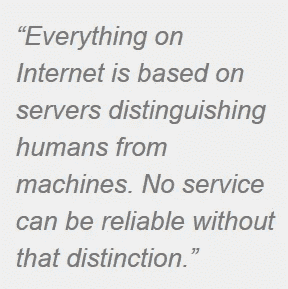 “Everything on
Internet is based on
servers distinguishing
humans from
machines. No service
can be reliable without
that distinction.”